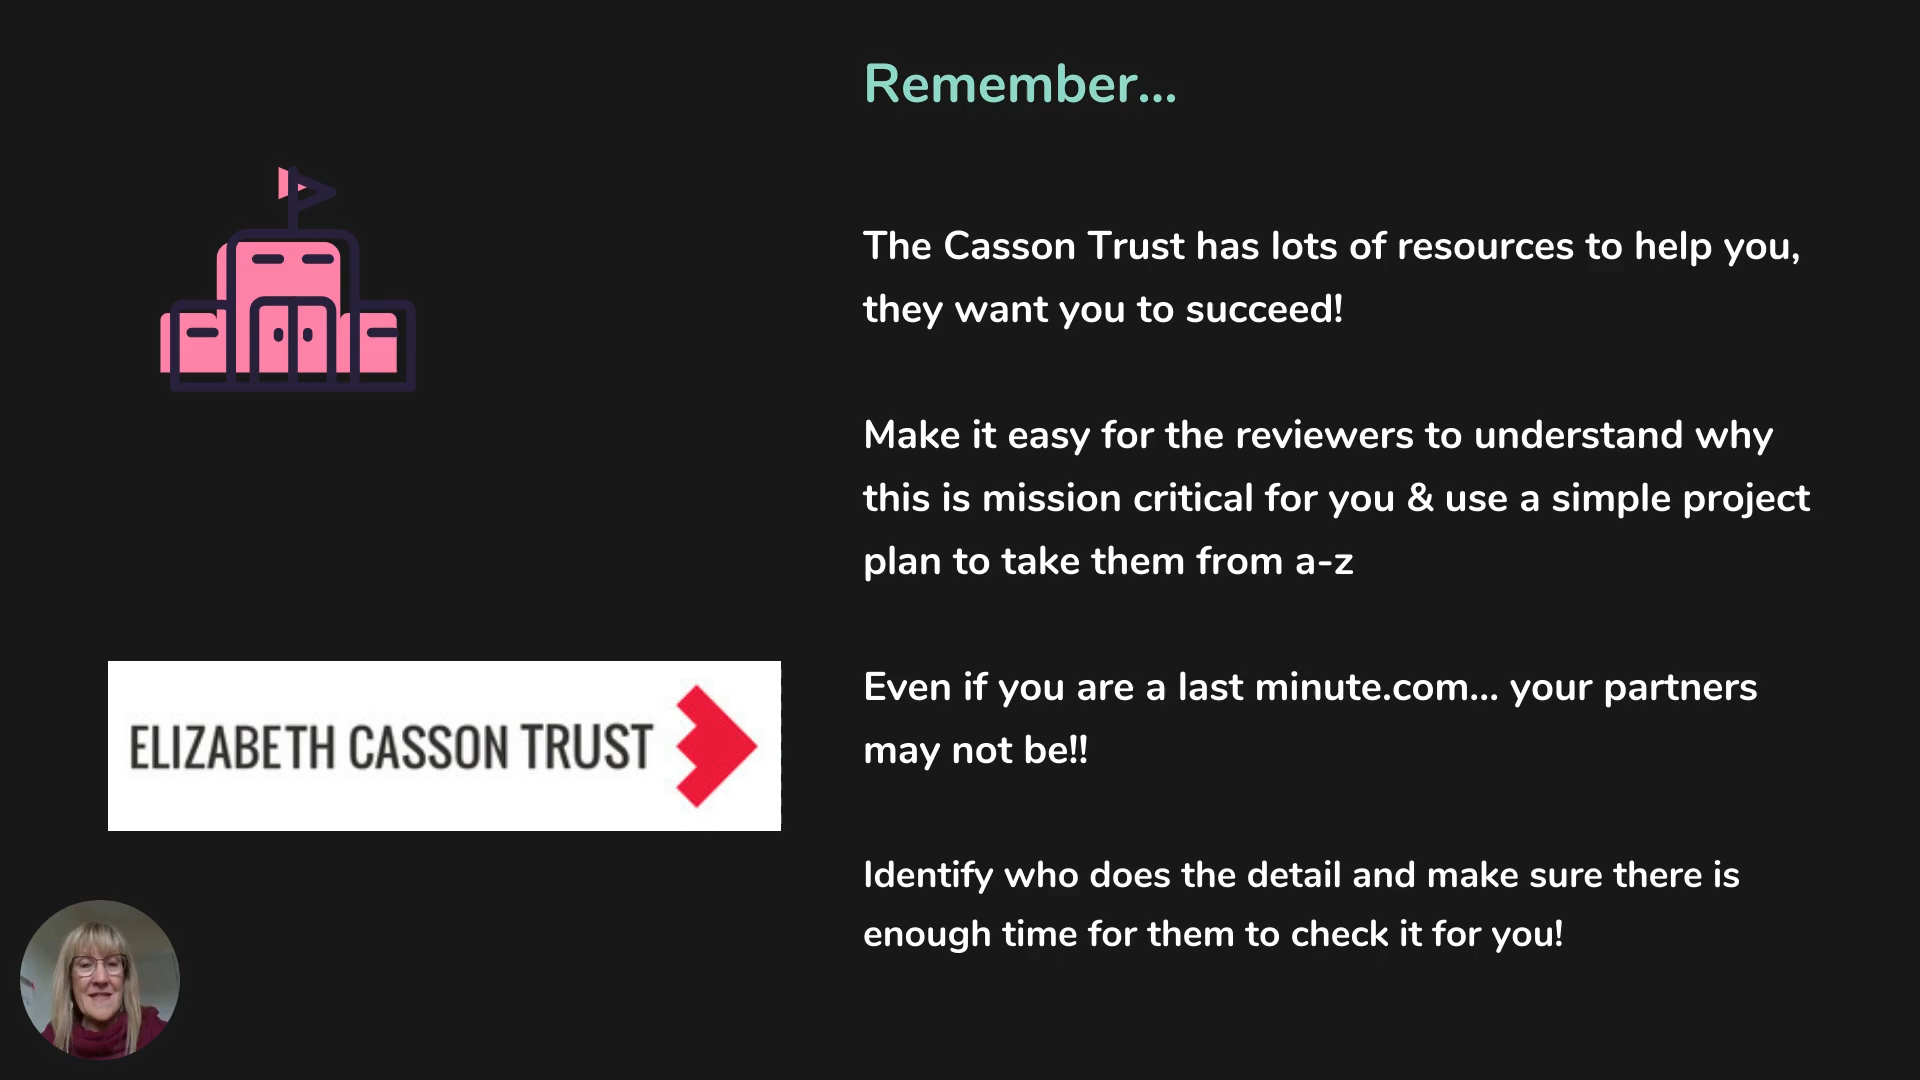 Remember...
The Casson Trust has lots of resources to help you,
they want you to succeed!
Make it easy for the reviewers to understand why
this is mission critical for you & use a simple project
plan to take them from a-z
Even if you are a last minute.com... your partners
may not be!!
Identify who does the detail and make sure there is
enough time for them to check it for you!
ELIZABETH CASSON TRUST